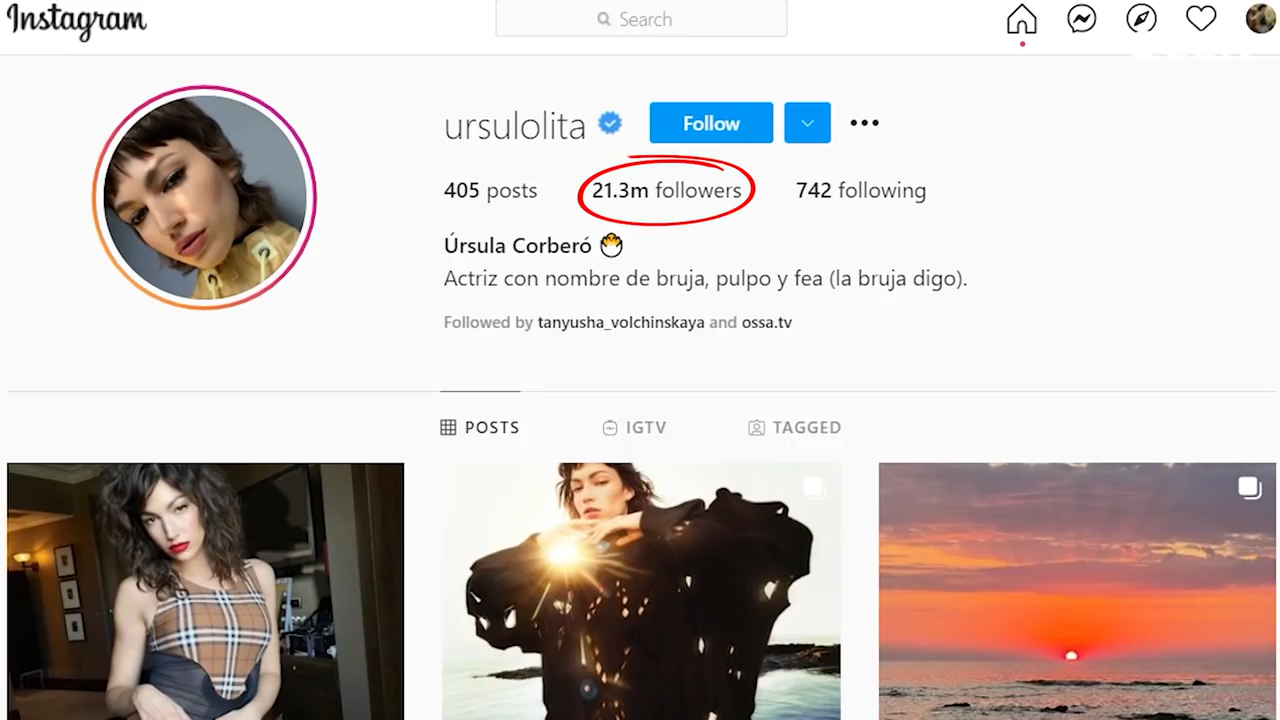 Instagram
Search
ursulolita
Follow
405 posts
21.3m followers
742 following
Úrsula Corberó 🐣
Actriz con nombre de bruja, pulpo y fea (la bruja digo).
Followed by tanyusha_volchinskaya and ossa.tv
POSTS
IGTV
TAGGED